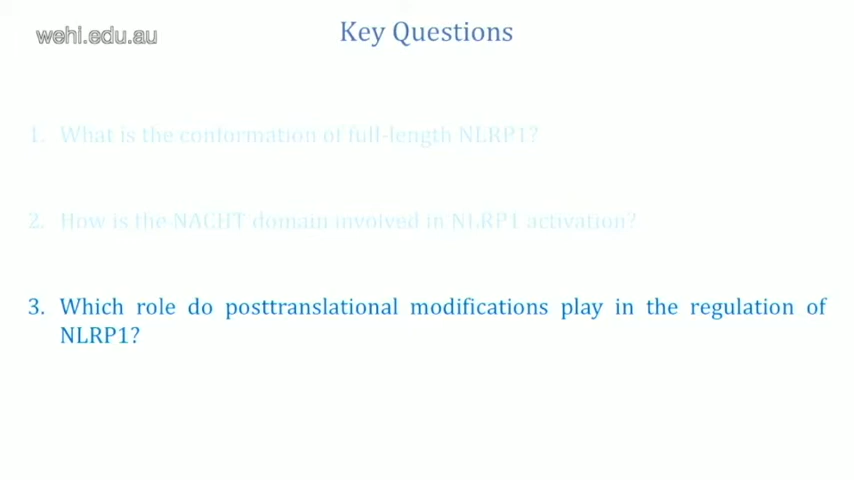 wehi.edu.au
Key Questions
1. What is the conformation of full-length NLRP1?
2. How is the NACHT domain involved in NLRP1 activation?
3. Which role do posttranslational modifications play in the regulation of
NLRP1?